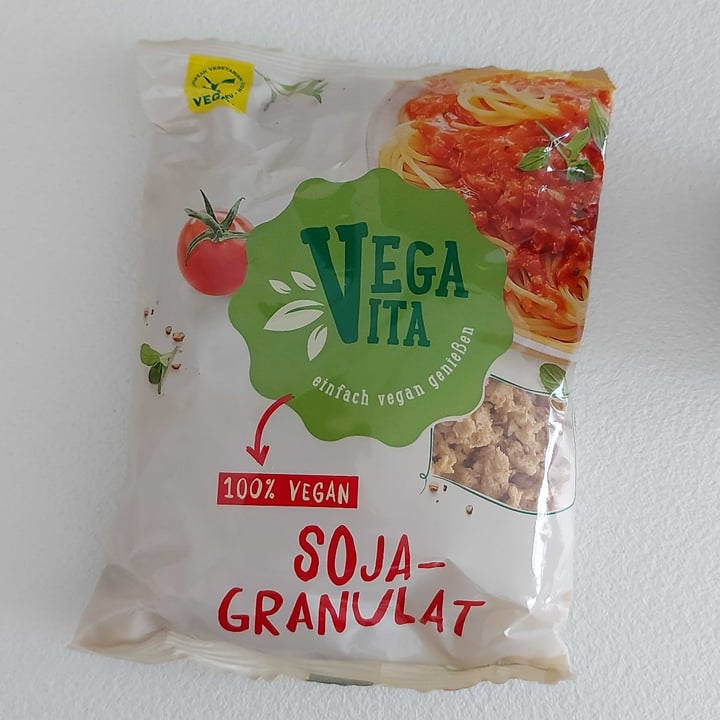 VEGA
VITA
einfach vegan genießen
100% VEGAN
SOJA-
GRANULAT